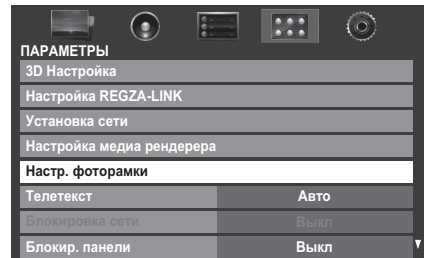 ПАРАМЕТРЫ
3D Настройка
Настройка REGZA-LINK
Установка сети
Настройка медиа рендерера
Настр. фоторамки
Телетекст Авто
Блокировка сети Выкл
Блокир. панели Выкл